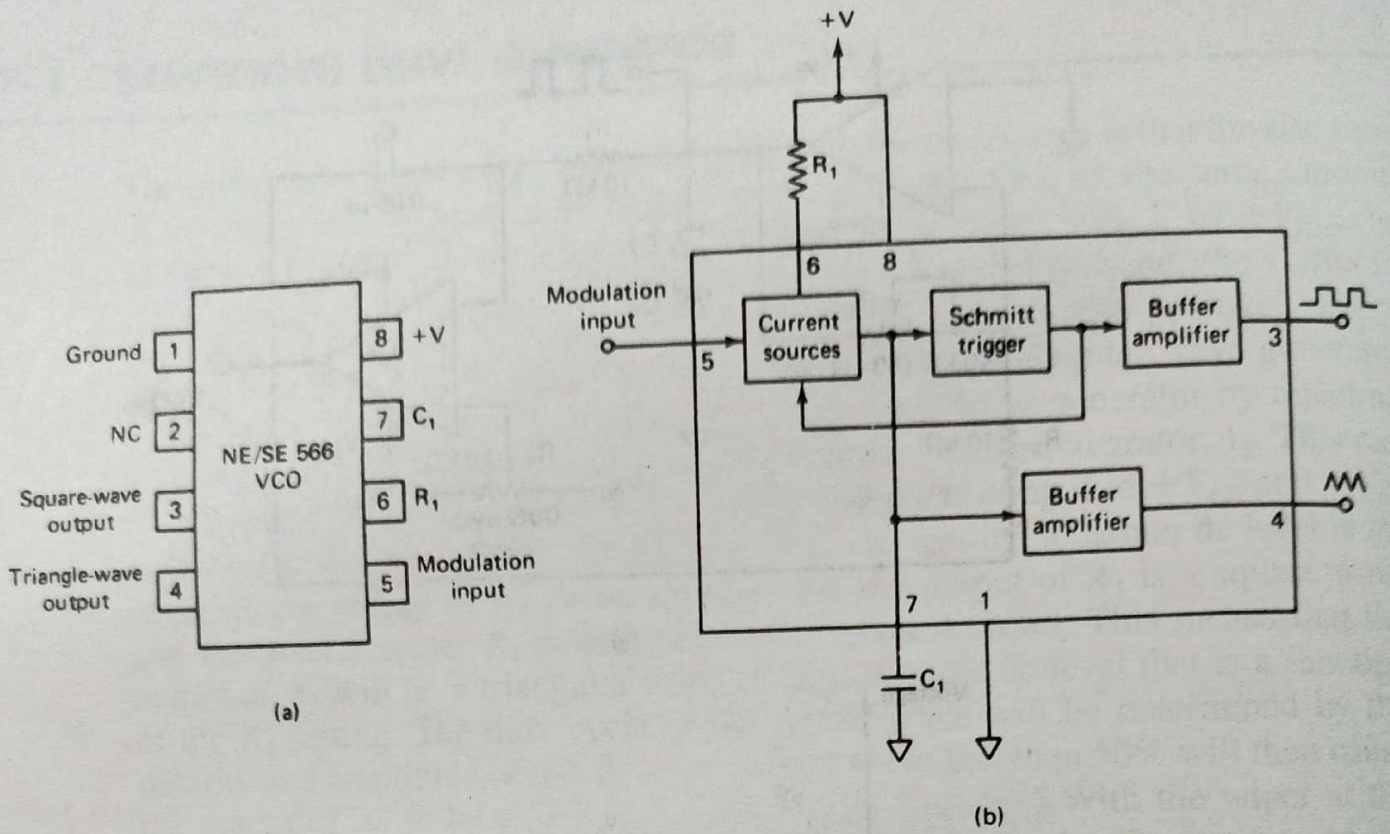 Ground
1
NC
2
Square-wave
output
3
Triangle-wave
output
4
NE/SE 566
VCO
8
+V
7
C₁
6
R₁
5
Modulation
input
(a)
+V
R₁
6
8
Modulation
input
5
Current
sources
Schmitt
trigger
Buffer
amplifier
3
Buffer
amplifier
4
7
1
C₁
(b)